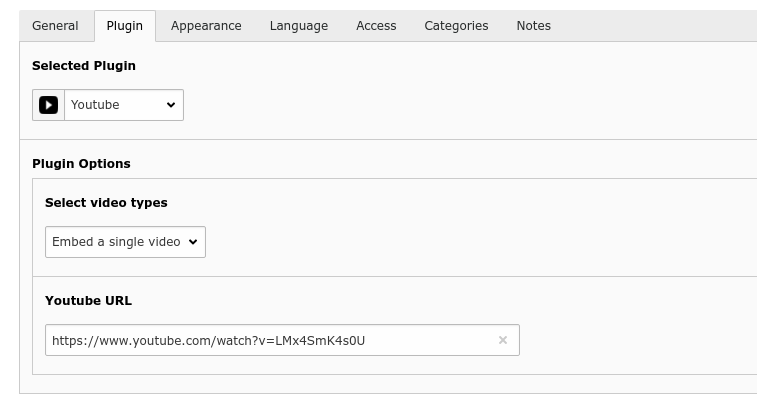 General Plugin Appearance Language Access Categories Notes
Selected Plugin
Youtube
Plugin Options
Select video types
Embed a single video
Youtube URL
https://www.youtube.com/watch?v=LMx4SmK4s0U